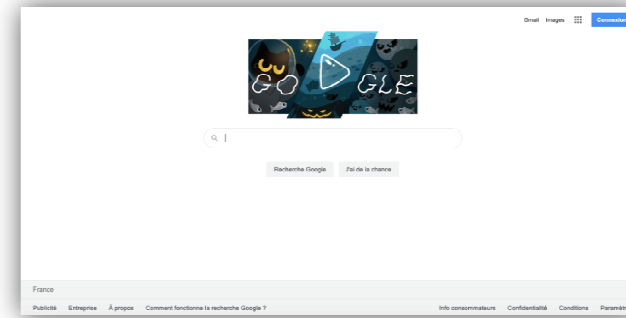 Gmail Images Connexion
GO GLE
Recherche Google J'ai de la chance
France
Publicité Entreprise À propos Comment fonctionne la recherche Google ? Info consommateurs Confidentialité Conditions